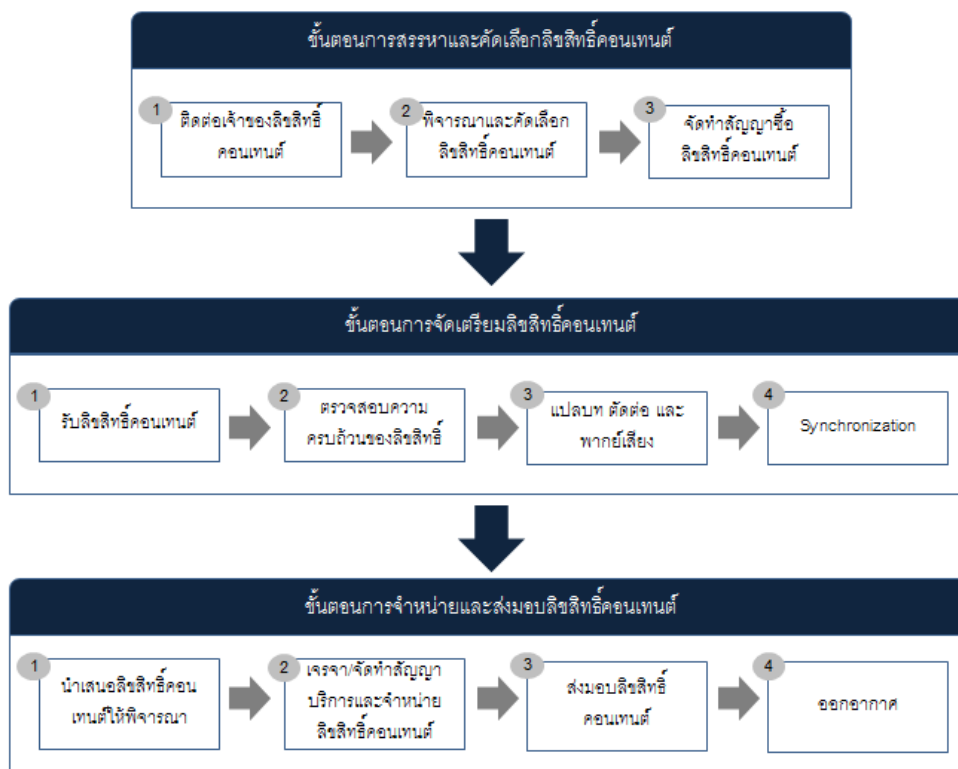 ขั้นตอนการสรรหาและคัดเลือกลิขสิทธิ์คอนเทนต์
1
ติดต่อเจ้าของลิขสิทธิ์
คอนเทนต์
2
พิจารณาและคัดเลือก
ลิขสิทธิ์คอนเทนต์
3
จัดทำสัญญาซื้อ
ลิขสิทธิ์คอนเทนต์
ขั้นตอนการจัดเตรียมลิขสิทธิ์คอนเทนต์
1
รับลิขสิทธิ์คอนเทนต์
2
ตรวจสอบความ
ครบถ้วนของลิขสิทธิ์
3
แปลบท ตัดต่อ และ
พากย์เสียง
4
Synchronization
ขั้นตอนการจำหน่ายและส่งมอบลิขสิทธิ์คอนเทนต์
1
นำเสนอลิขสิทธิ์คอน
เทนต์ให้พิจารณา
2
เจรจา/จัดทำสัญญา
บริการและจำหน่าย
ลิขสิทธิ์คอนเทนต์
3
ส่งมอบลิขสิทธิ์
คอนเทนต์
4
ออกอากาศ